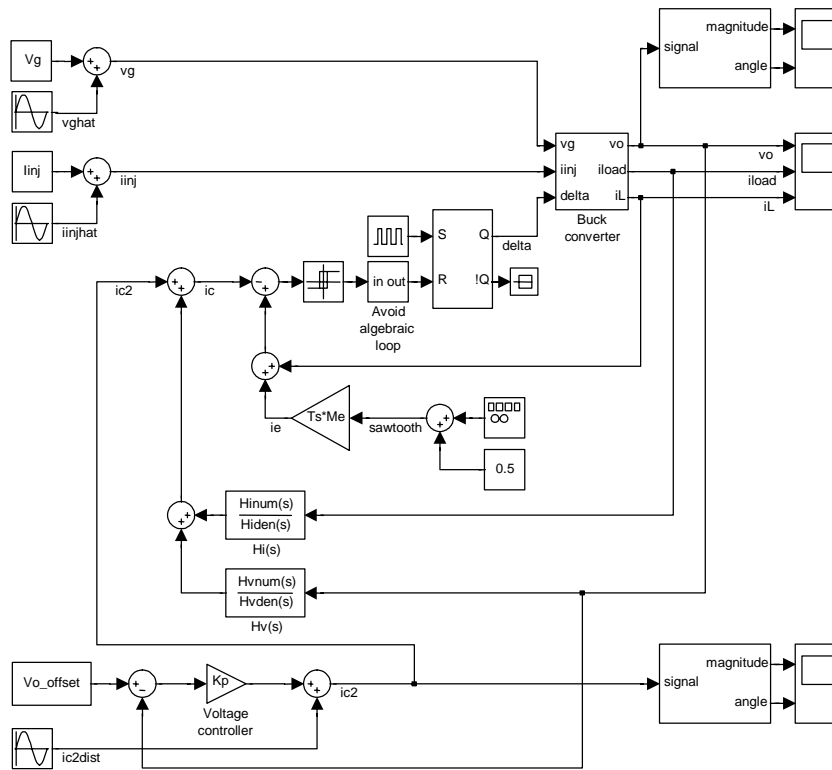 magnitude
signal
angle
Vg
vg
vghat
vg
vo
vo
Iinj
iinj
iinj
iload
iload
iinjhat
delta
iL
iL
Buck
converter
S
Q
delta
ic2
ic
in out
R
!Q
Avoid
algebraic
loop
Ts*Me
ie
sawtooth
0.5
Hinum(s)
Hiden(s)
Hi(s)
Hvnum(s)
Hvden(s)
Hv(s)
Vo_offset
Kp
ic2
Voltage
controller
magnitude
signal
angle
ic2dist